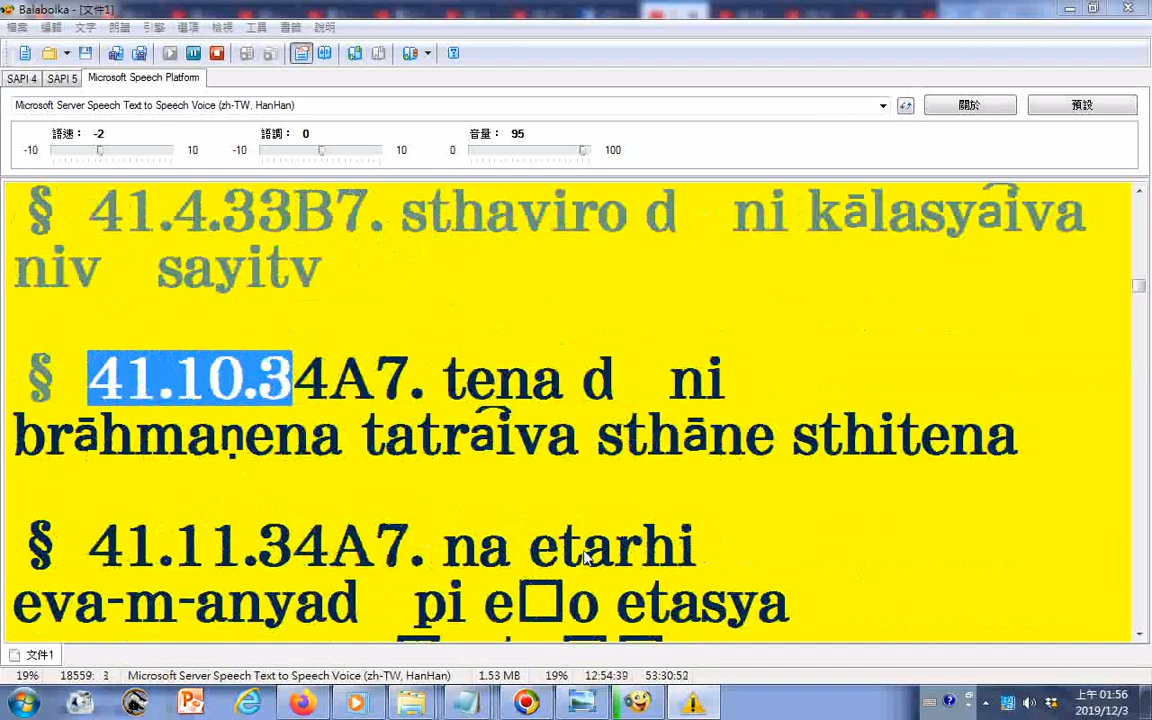 Balabolka - [文件1]
檔案 編輯 文字 朗讀 引擎 選項 檢視 工具 書籤 說明
SAPI 4 SAPI 5 Microsoft Speech Platform
Microsoft Server Speech Text to Speech Voice (zh-TW, HanHan) 關於 預設
語速： -2 語調： 0 音量： 95
-10 10 -10 10 0 100
§ 41.4.33B7. sthaviro d ni kālasyaiva
niv sayitv
§ 41.10.34A7. tena d ni
brāhmaṇena tatraiva sthāne sthitena
§ 41.11.34A7. na etarhi
eva-m-anyad pi e□o etasya
文件1
19% 18559: 2 Microsoft Server Speech Text to Speech Voice (zh-TW, HanHan) 1.53 MB 19% 12:54:39 53:30:52
上午 01:56
2019/12/3